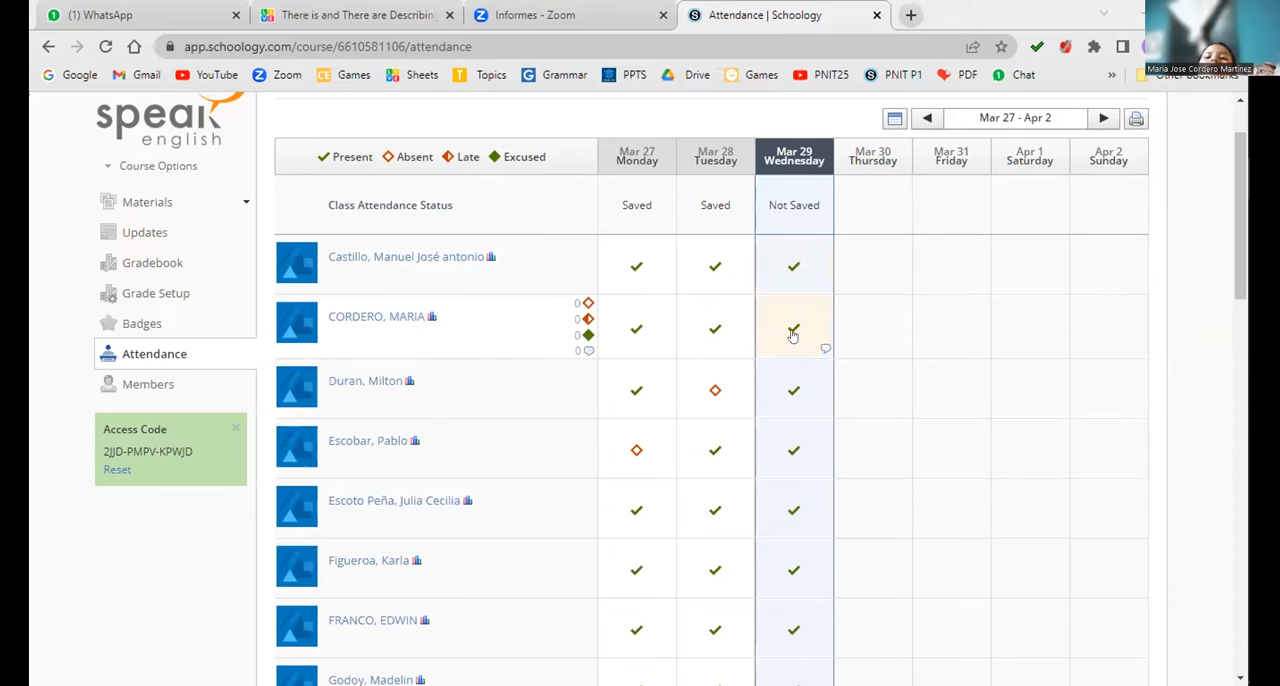 (1) WhatsApp
There is and There are Describing
Informes - Zoom
Attendance | Schoology
app.schoology.com/course/6610581106/attendance
Google
Gmail
YouTube
Zoom
Games
Sheets
Topics
Grammar
PPTS
Drive
Games
PNIT25
PNIT P1
PDF
Chat
Other bookmarks
Maria Jose Cordero Martinez
speak
english
Course Options
Materials
Updates
Gradebook
Grade Setup
Badges
Attendance
Members
Access Code
2JJD-PMPV-KPWJD
Reset
Mar 27 - Apr 2
Present Absent Late Excused
Mar 27
Monday
Mar 28
Tuesday
Mar 29
Wednesday
Mar 30
Thursday
Mar 31
Friday
Apr 1
Saturday
Apr 2
Sunday
Class Attendance Status Saved Saved Not Saved
Castillo, Manuel José antonio
CORDERO, MARIA
0
0
0
0
Duran, Milton
Escobar, Pablo
Escoto Peña, Julia Cecilia
Figueroa, Karla
FRANCO, EDWIN
Godoy, Madelin